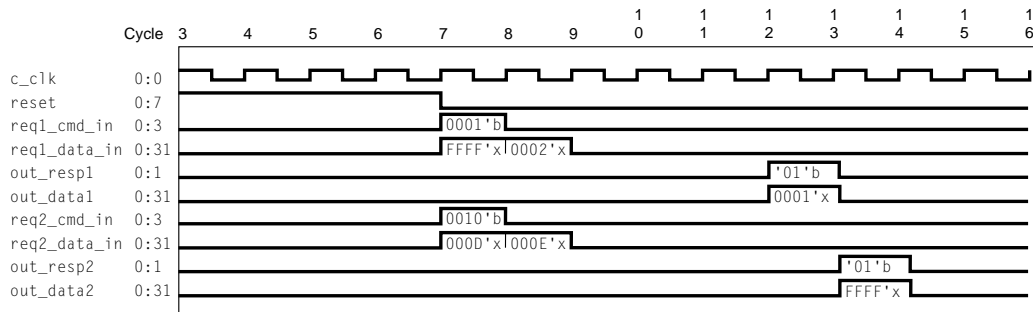 1 1 1 1 1 1 1
Cycle 3 4 5 6 7 8 9 0 1 2 3 4 5 6
c_clk 0:0
reset 0:7
req1_cmd_in 0:3 0001'b
req1_data_in 0:31 FFFF'x 0002'x
out_resp1 0:1 '01'b
out_data1 0:31 0001'x
req2_cmd_in 0:3 0010'b
req2_data_in 0:31 000D'x 000E'x
out_resp2 0:1 '01'b
out_data2 0:31 FFFF'x